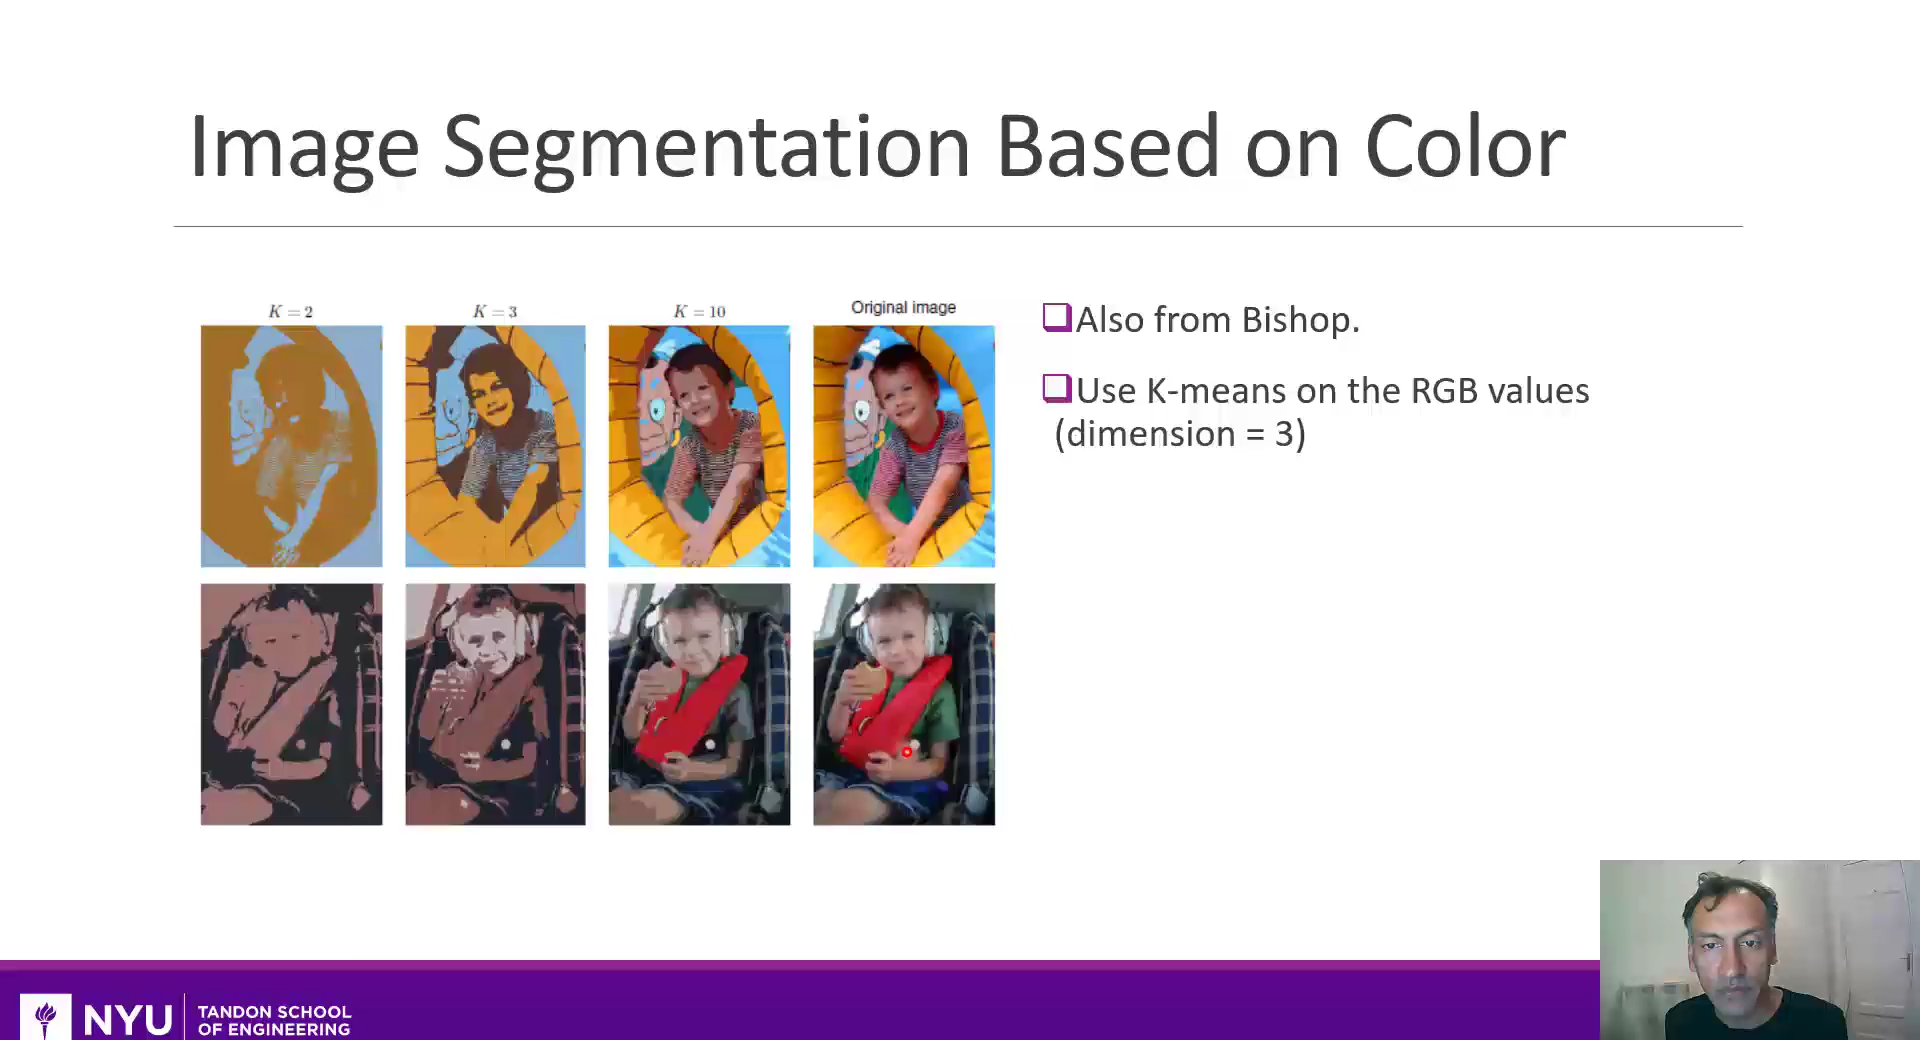 Image Segmentation Based on Color
K = 2
K = 3
K = 10
Original image
Also from Bishop.
Use K-means on the RGB values
(dimension = 3)
NYU
TANDON SCHOOL
OF ENGINEERING